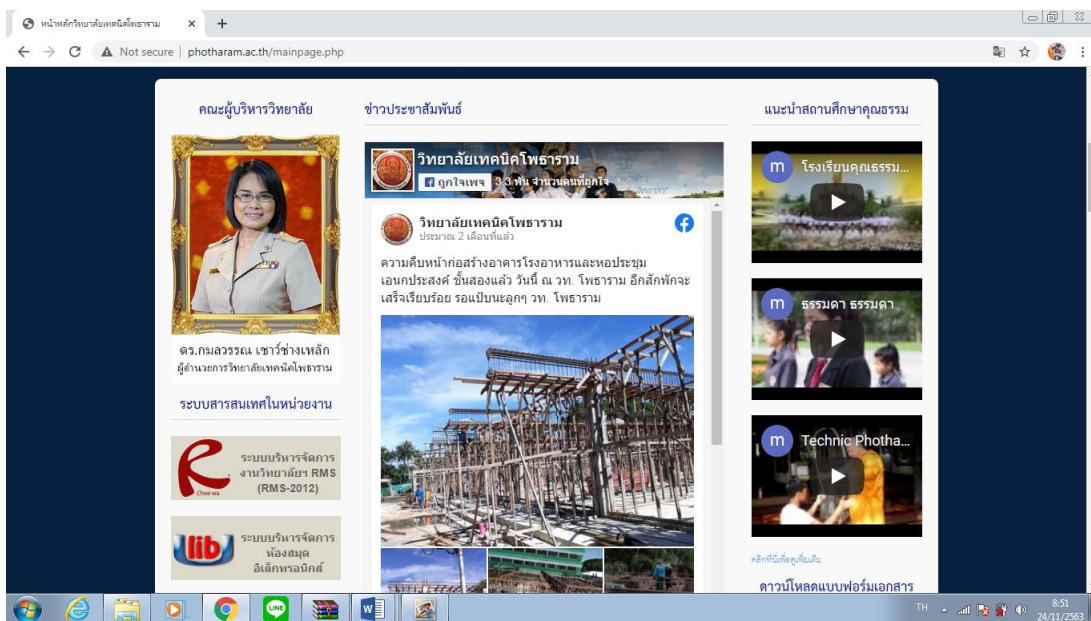 หน้าหลักวิทยาลัยเทคนิคโพธาราม
Not secure | photharam.ac.th/mainpage.php
คณะผู้บริหารวิทยาลัย
ดร.กมลวรรณ เชาว์ช่างเหล็ก
ผู้อำนวยการวิทยาลัยเทคนิคโพธาราม
ระบบสารสนเทศในหน่วยงาน
R
Chee wa
ระบบบริหารจัดการ
งานวิทยาลัยฯ RMS
(RMS-2012)
lib
ระบบบริหารจัดการ
ห้องสมุด
อิเล็กทรอนิกส์
ข่าวประชาสัมพันธ์
วิทยาลัยเทคนิคโพธาราม
ถูกใจเพจ 3.3 พัน จำนวนคนที่ถูกใจ
วิทยาลัยเทคนิคโพธาราม
ประมาณ 2 เดือนที่แล้ว
ความคืบหน้าก่อสร้างอาคารโรงอาหารและหอประชุม
เอนกประสงค์ ชั้นสองแล้ว วันนี้ ณ วท. โพธาราม อีกสักพักจะ
เสร็จเรียบร้อย รอแป๊บนะลูกๆ วท. โพธาราม
แนะนำสถานศึกษาคุณธรรม
m โรงเรียนคุณธรรม...
m ธรรมดา ธรรมดา
m Technic Photha...
คลิกที่นี่เพื่อดูเพิ่มเติม
ดาวน์โหลดแบบฟอร์มเอกสาร
LINE
W
TH
8:51
24/11/2563